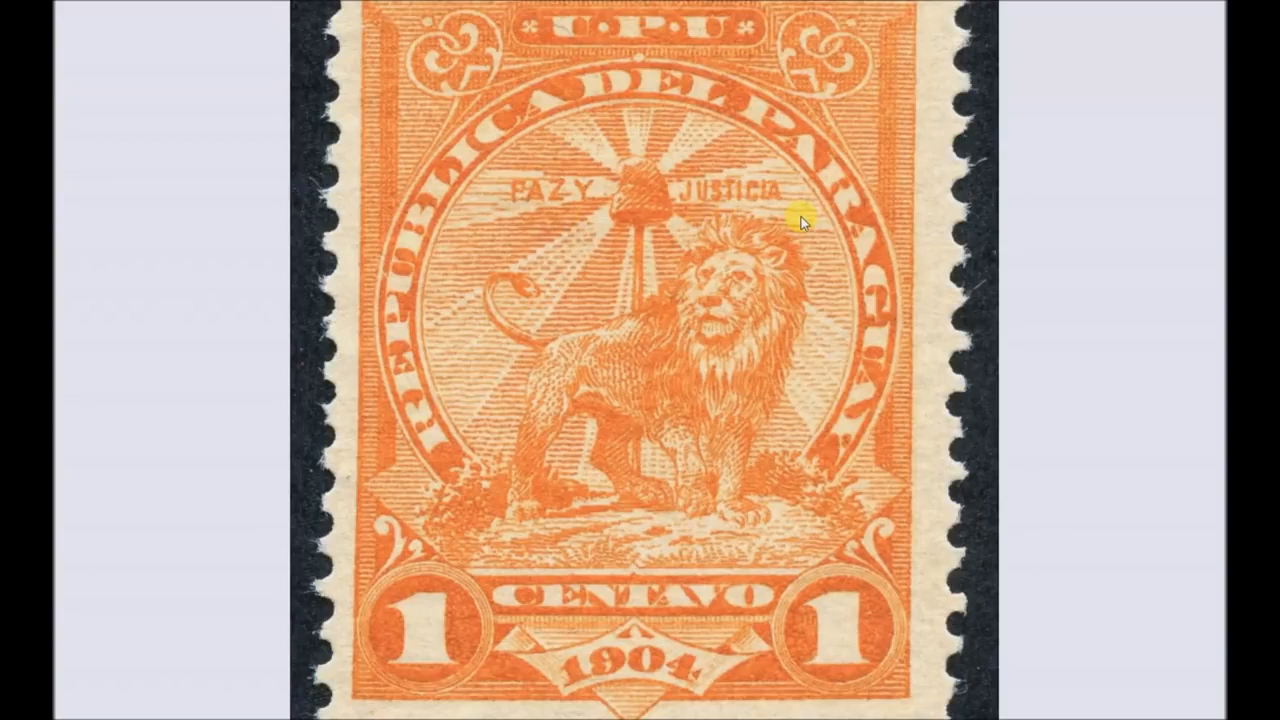 U·P·U
REPUBLICA DEL PARAGUAY
PAZ Y JUSTICIA
1 CENTAVO 1
1904